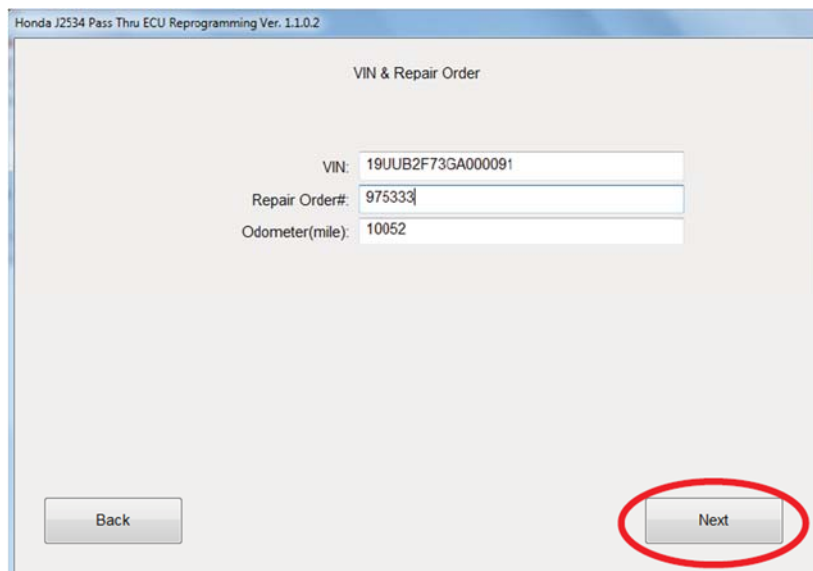 Honda J2534 Pass Thru ECU Reprogramming Ver. 1.1.0.2
VIN & Repair Order
VIN: 19UUB2F73GA000091
Repair Order#: 975333
Odometer(mile): 10052
Back Next